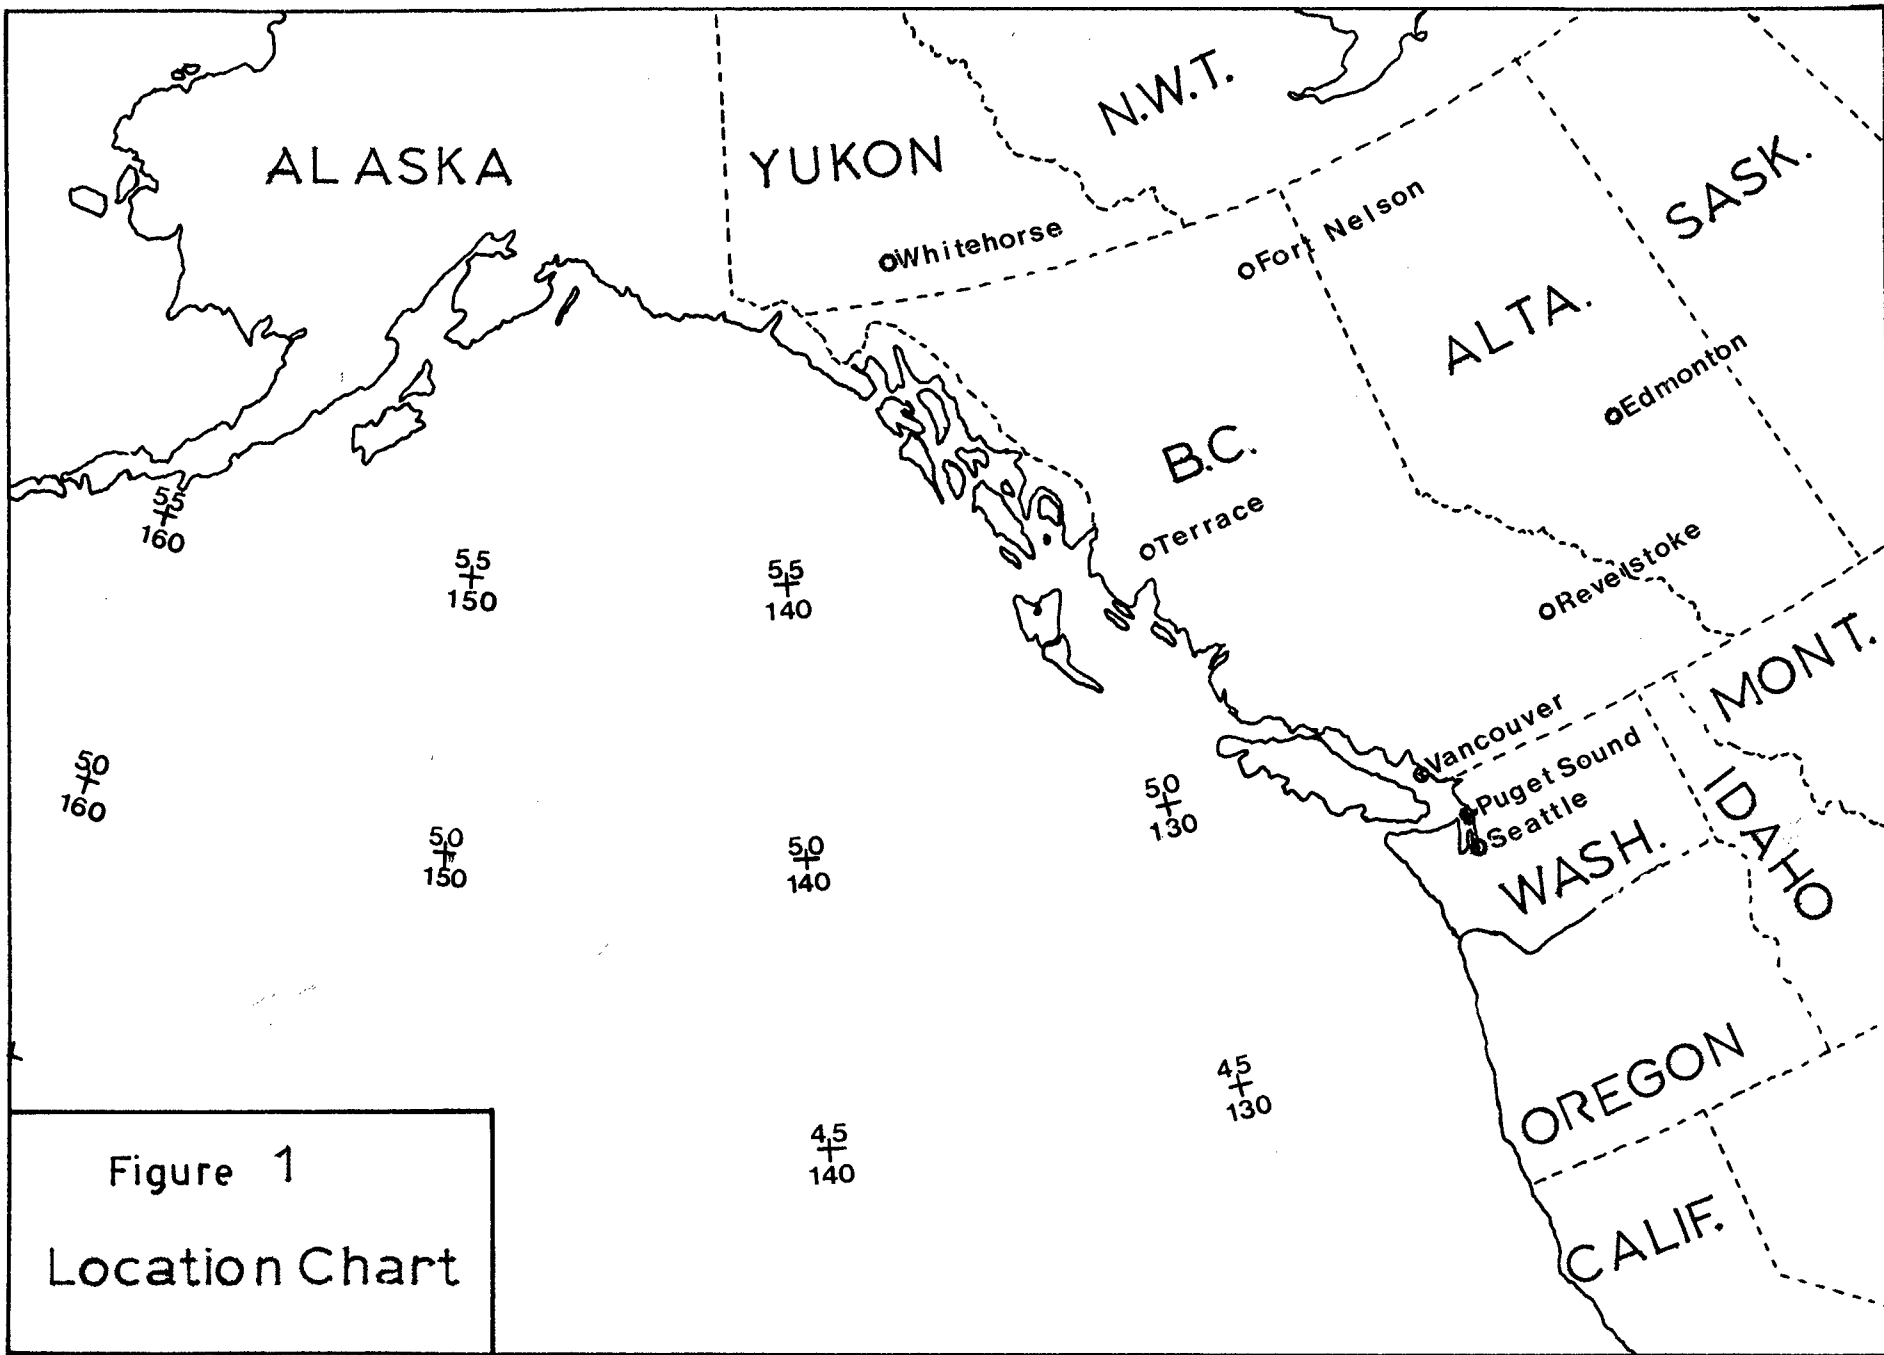 N.W.T.
ALASKA
YUKON
SASK.
Whitehorse
Fort Nelson
ALTA.
Edmonton
B.C.
Terrace
Revelstoke
55
160
55
150
55
140
MONT.
Vancouver
Puget Sound
Seattle
IDAHO
WASH.
50
160
50
150
50
140
50
130
OREGON
45
130
45
140
CALIF.
Figure 1
Location Chart